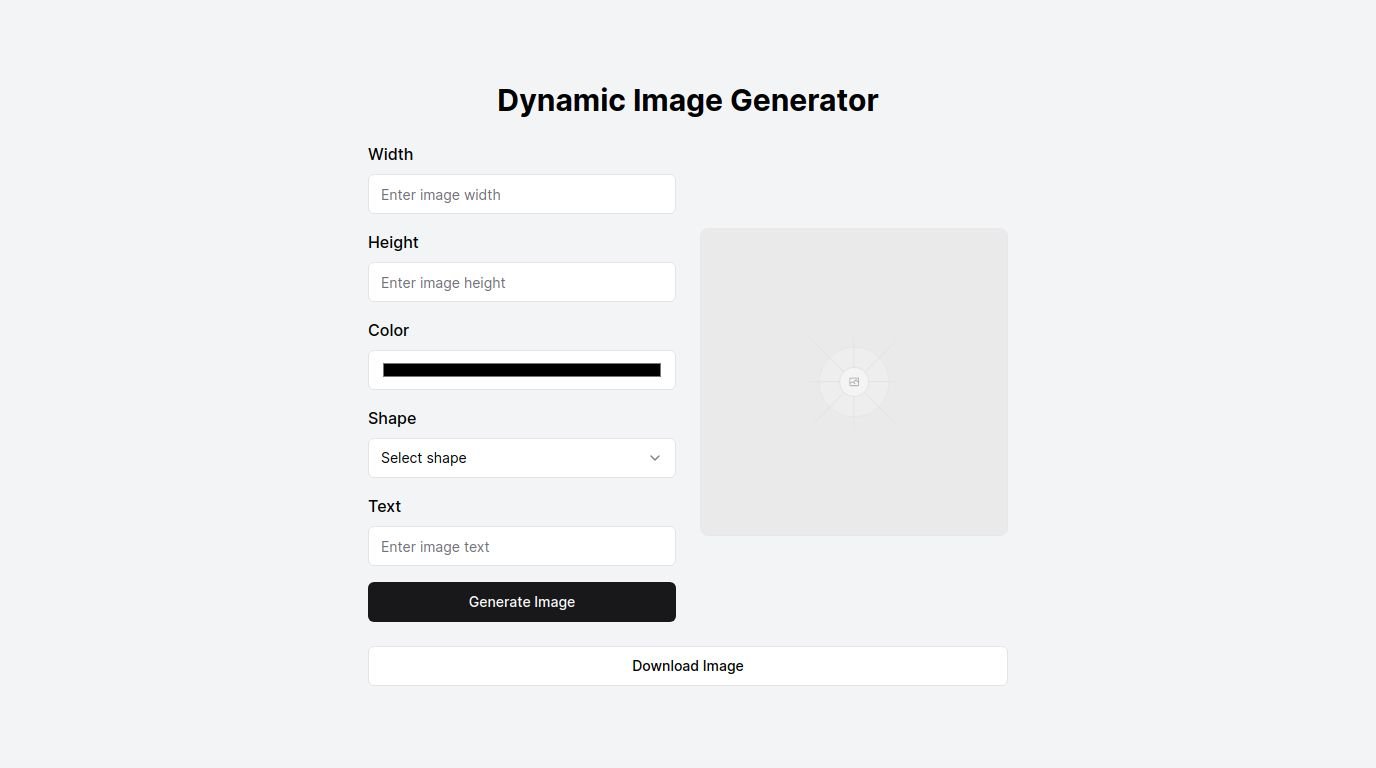 Dynamic Image Generator
Width
Enter image width
Height
Enter image height
Color
Shape
Select shape
Text
Enter image text
Generate Image
Download Image